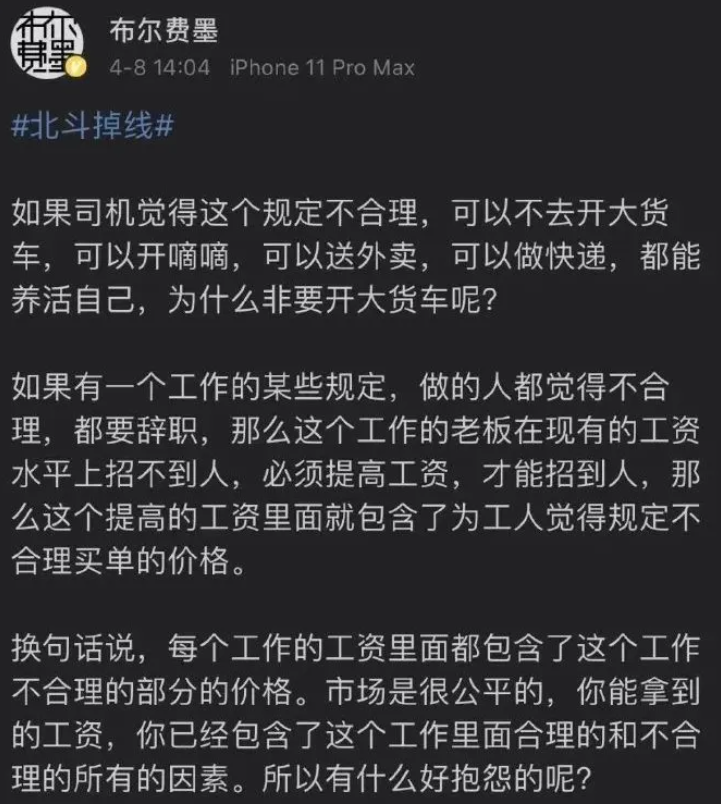 布尔费墨
4-8 14:04 iPhone 11 Pro Max
#北斗掉线#
如果司机觉得这个规定不合理，可以不去开大货
车，可以开嘀嘀，可以送外卖，可以做快递，都能
养活自己，为什么非要开大货车呢？
如果有一个工作的某些规定，做的人都觉得不合
理，都要辞职，那么这个工作的老板在现有的工资
水平上招不到人，必须提高工资，才能招到人，那
么这个提高的工资里面就包含了为工人觉得规定不
合理买单的价格。
换句话说，每个工作的工资里面都包含了这个工作
不合理的部分的价格。市场是很公平的，你能拿到
的工资，你已经包含了这个工作里面合理的和不合
理的所有的因素。所以有什么好抱怨的呢？